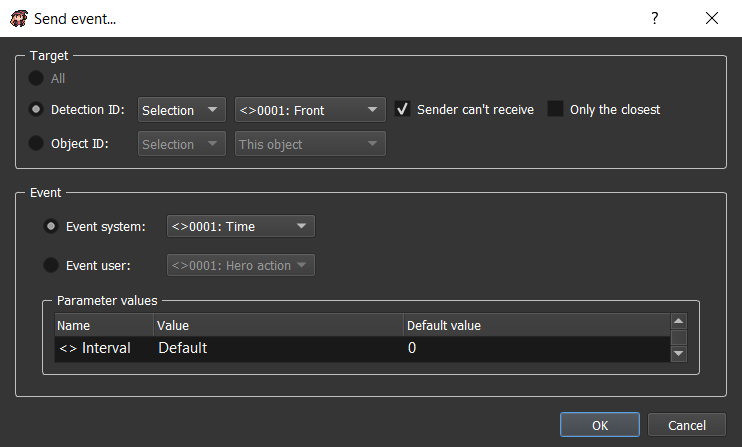 Send event...
?
Target
All
Detection ID: Selection <>0001: Front Sender can't receive Only the closest
Object ID: Selection This object
Event
Event system: <>0001: Time
Event user: <>0001: Hero action
Parameter values
Name Value Default value
<> Interval Default 0
OK Cancel